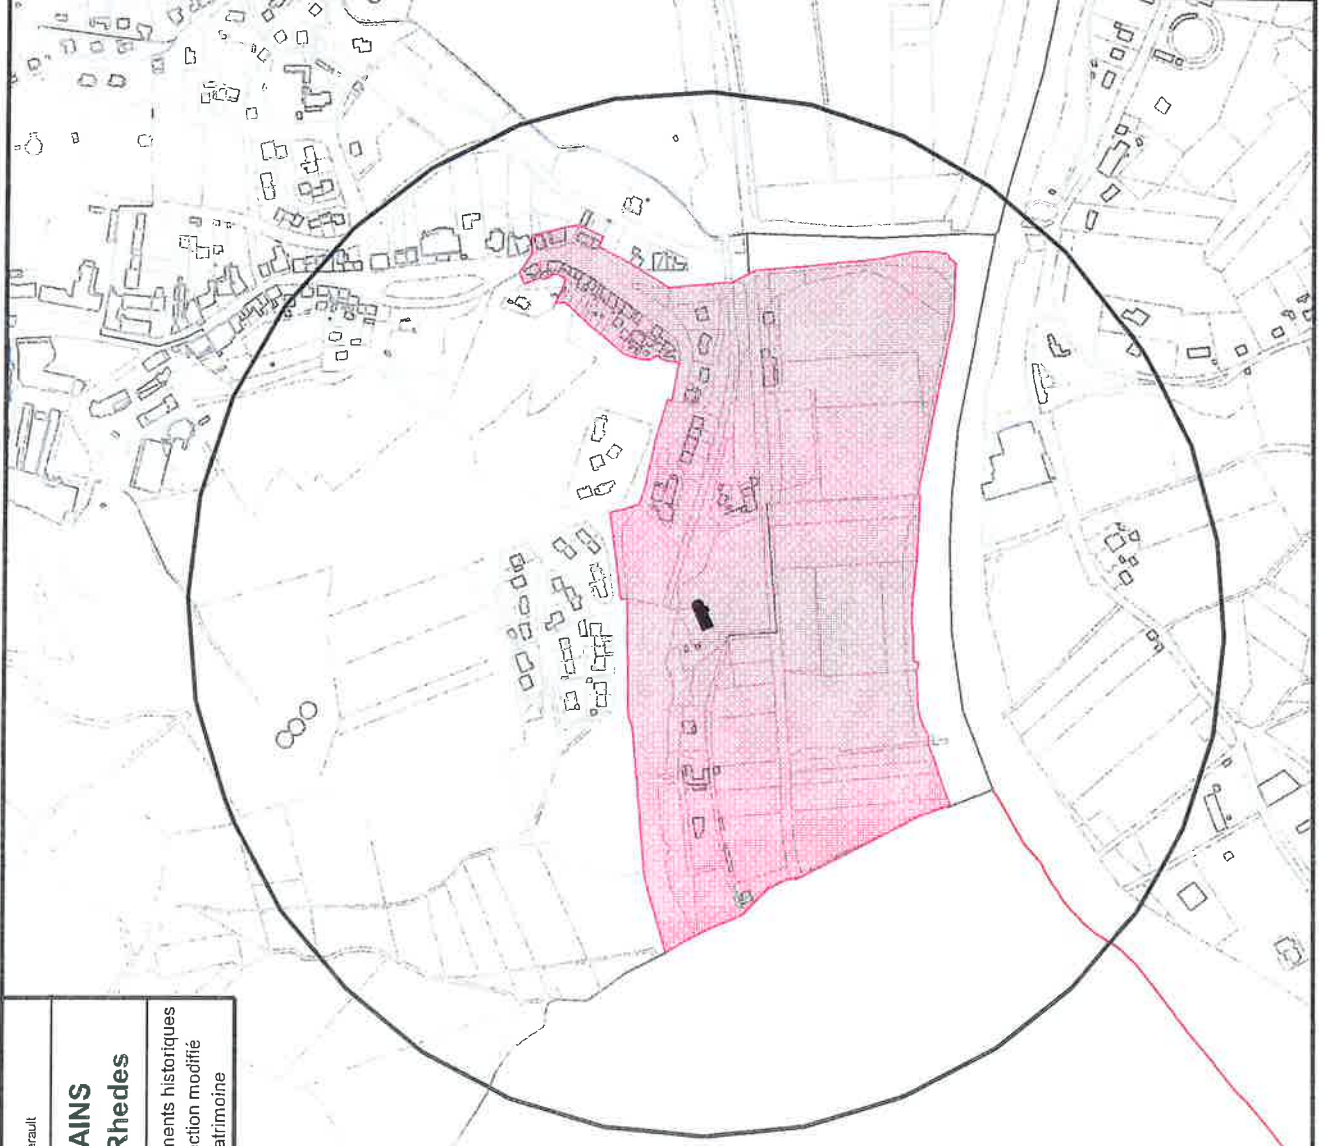 érault
AINS
Rhedes
nents historiques
ction modifié
atrimoine